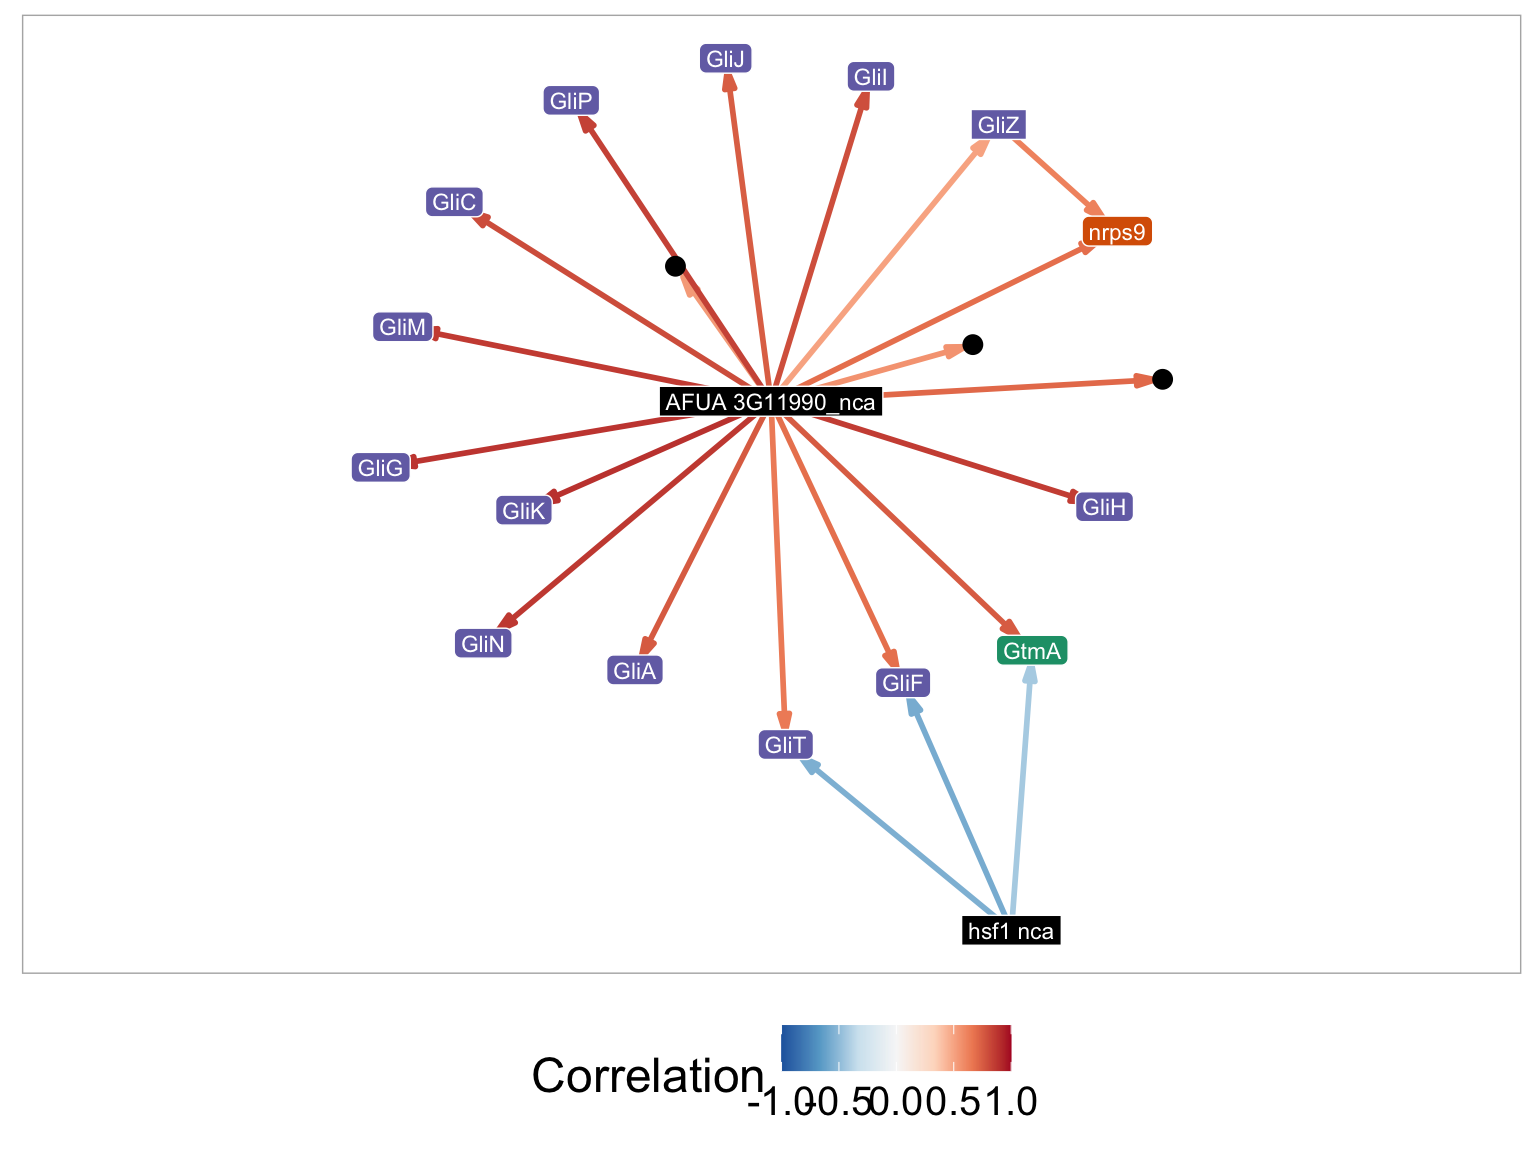 GliJ
GliI
GliP
GliZ
GliC
nrps9
GliM
AFUA 3G11990_nca
GliG
GliK
GliH
GliN
GliA
GtmA
GliF
GliT
hsf1 nca
Correlation
-1.0 -0.5 0.0 0.5 1.0